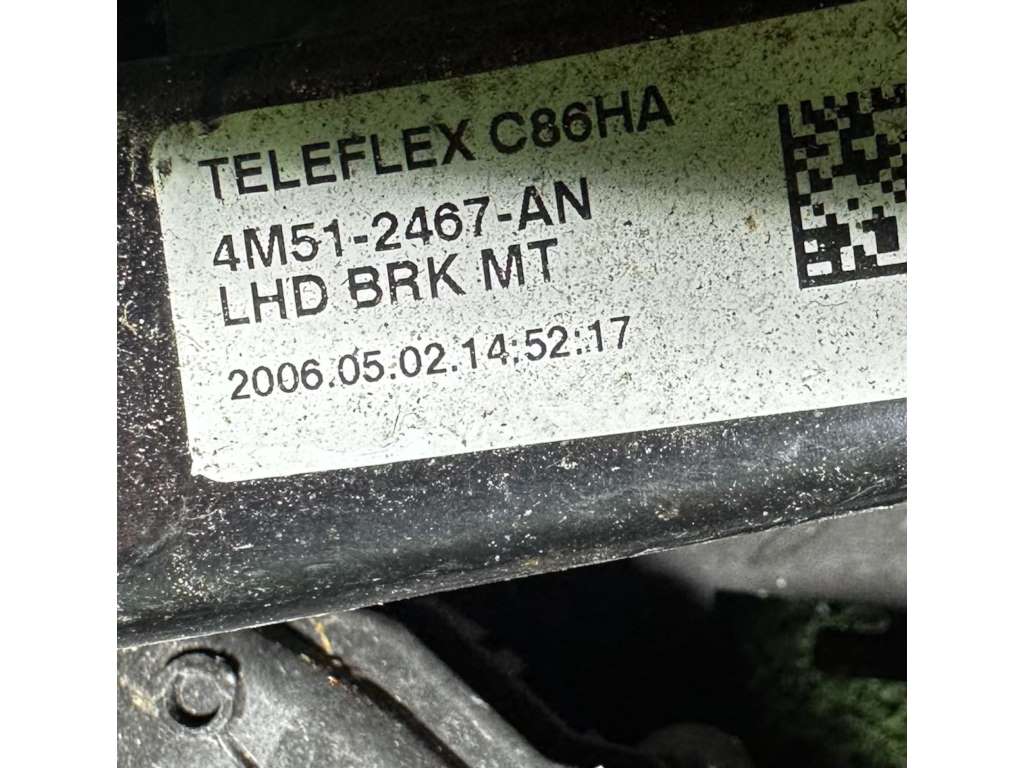 TELEFLEX C86HA
4M51-2467-AN
LHD BRK MT
2006.05.02.14:52:17